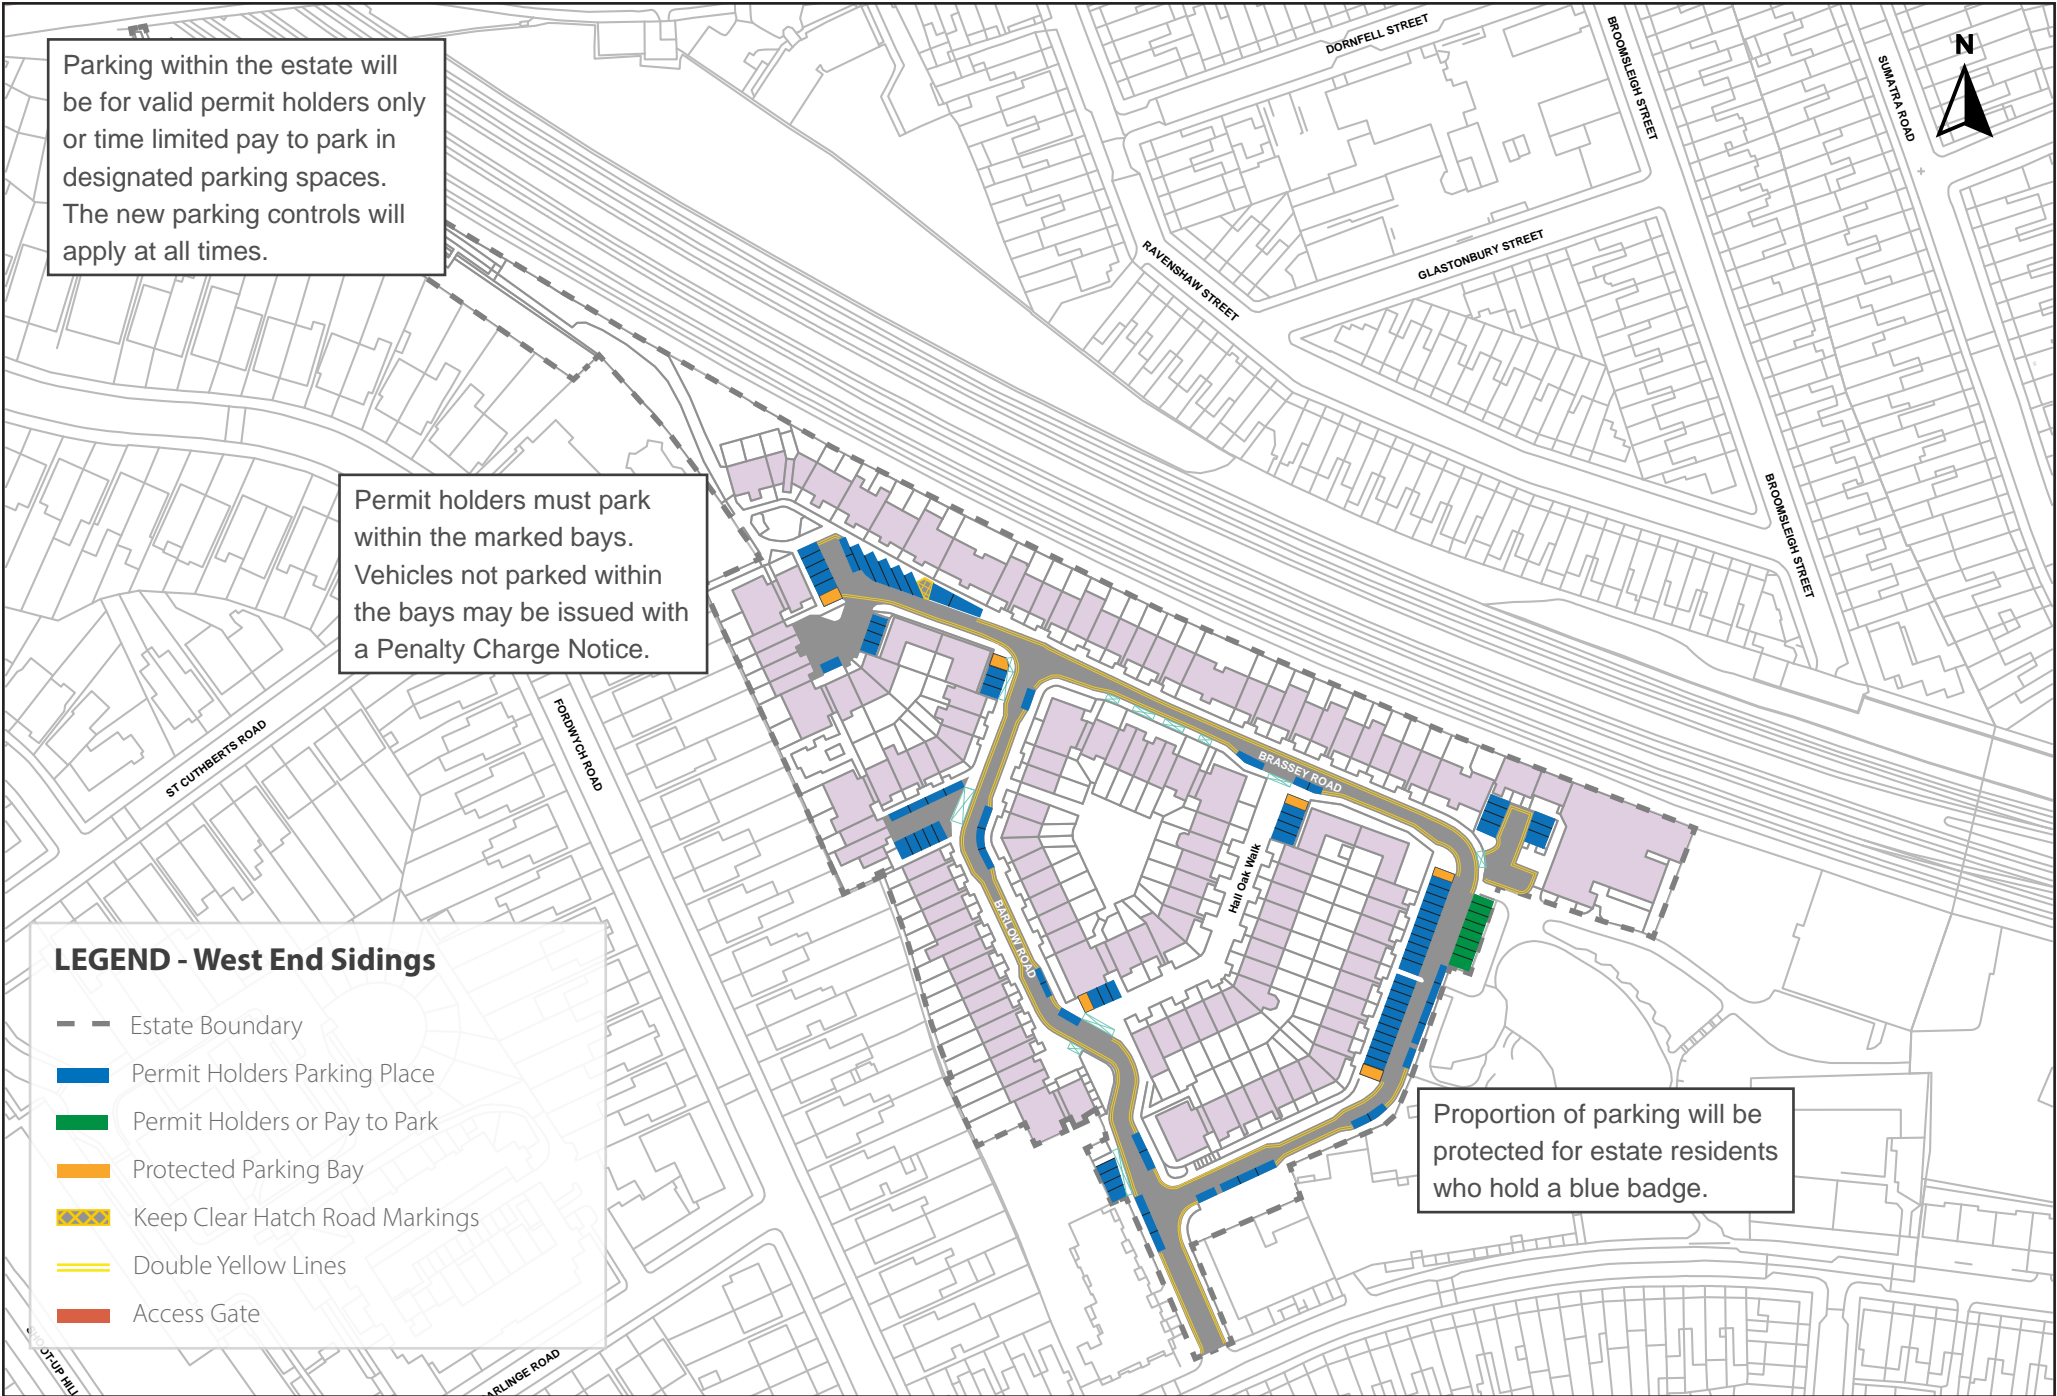 DORNFELL STREET
BROOMSLEIGH STREET
SUMATRA ROAD
N
Parking within the estate will
be for valid permit holders only
or time limited pay to park in
designated parking spaces.
The new parking controls will
apply at all times.
RAVENSHAW STREET
GLASTONBURY STREET
Permit holders must park
within the marked bays.
Vehicles not parked within
the bays may be issued with
a Penalty Charge Notice.
BROOMSLEIGH STREET
ST CUTHBERTS ROAD
FORDWYCH ROAD
BRASSEY ROAD
Hall Oak Walk
BARLOW ROAD
LEGEND - West End Sidings
Estate Boundary
Permit Holders Parking Place
Permit Holders or Pay to Park
Protected Parking Bay
Keep Clear Hatch Road Markings
Double Yellow Lines
Access Gate
Proportion of parking will be
protected for estate residents
who hold a blue badge.
OT-UP HILL
ARLINGE ROAD